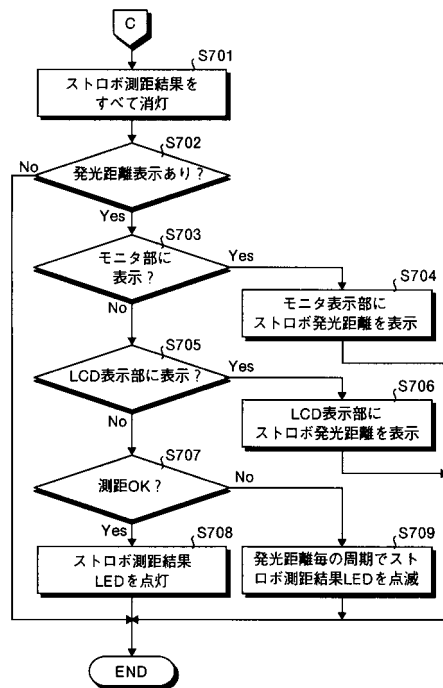 C
S701
ストロボ測距結果を
すべて消灯
S702
No
発光距離表示あり？
Yes
S703
モニタ部に
表示？
Yes
No
S704
モニタ表示部に
ストロボ発光距離を表示
S705
LCD表示部に表示？
Yes
No
S706
LCD表示部に
ストロボ発光距離を表示
S707
測距OK？
No
Yes
S708
ストロボ測距結果
LEDを点灯
S709
発光距離毎の周期でスト
ロボ測距結果LEDを点滅
END